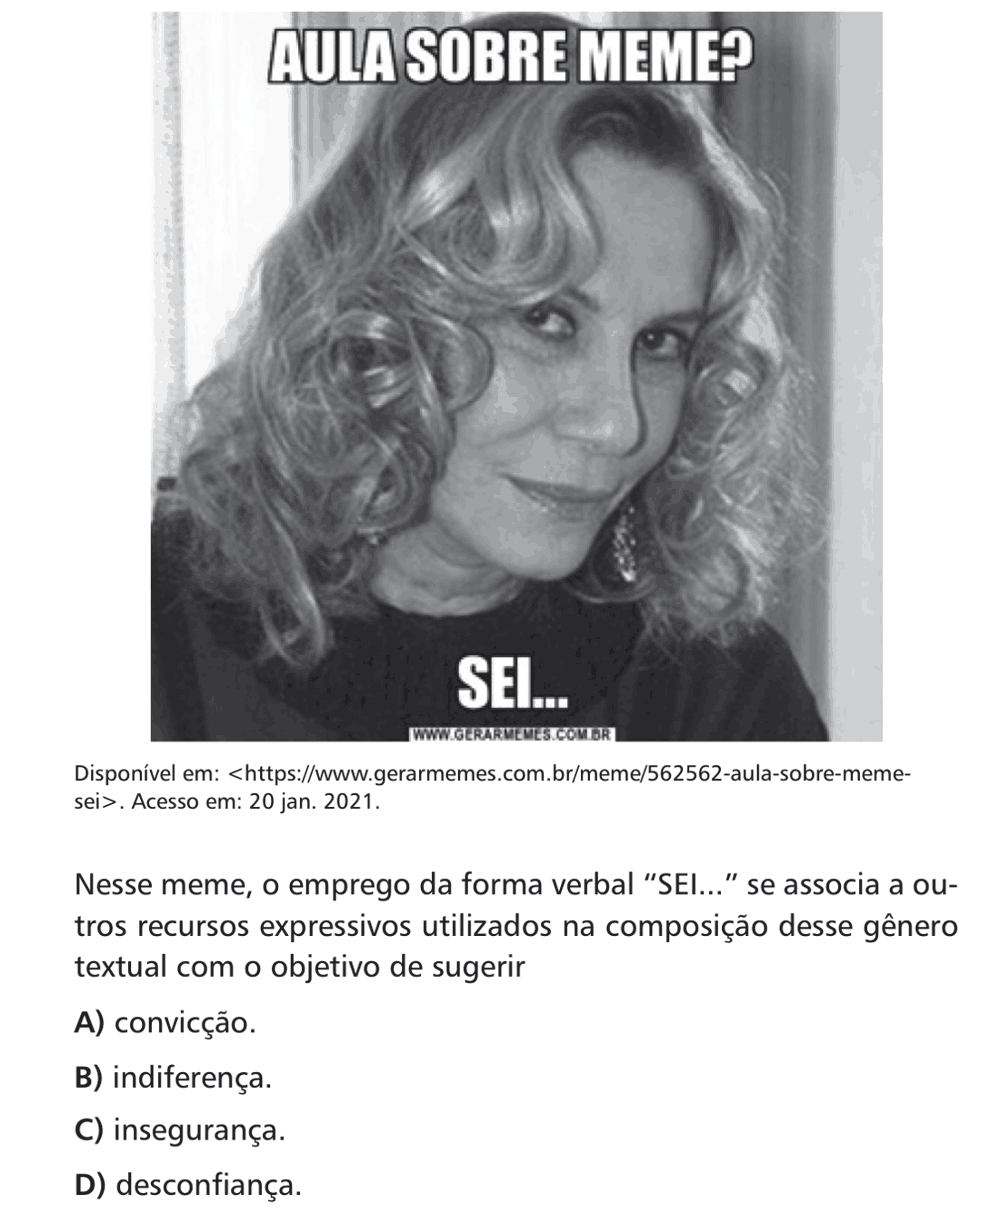 AULA SOBRE MEME?
SEI...
WWW.GERARMEMES.COM.BR
Disponível em: <https://www.gerarmemes.com.br/meme/562562-aula-sobre-meme-
sei>. Acesso em: 20 jan. 2021.
Nesse meme, o emprego da forma verbal “SEI...” se associa a ou-
tros recursos expressivos utilizados na composição desse gênero
textual com o objetivo de sugerir
A) convicção.
B) indiferença.
C) insegurança.
D) desconfiança.